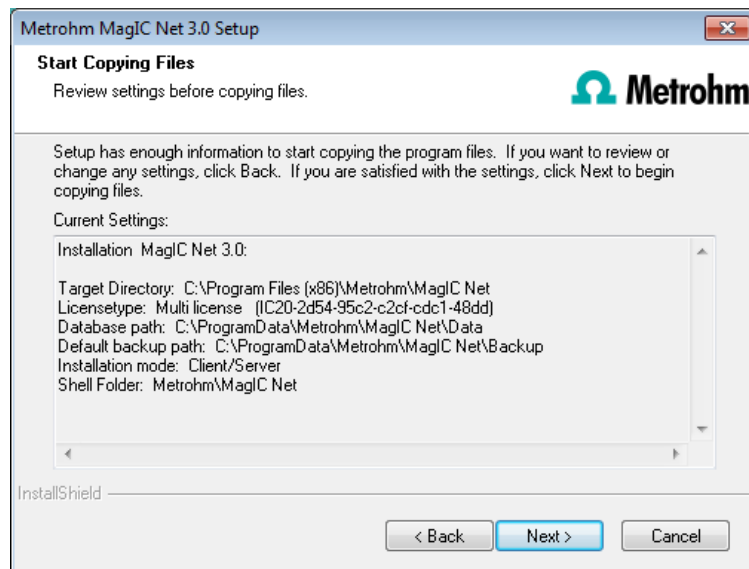 Metrohm MagIC Net 3.0 Setup
Start Copying Files
Review settings before copying files.
Metrohm
Setup has enough information to start copying the program files. If you want to review or
change any settings, click Back. If you are satisfied with the settings, click Next to begin
copying files.
Current Settings:
Installation MagIC Net 3.0:
Target Directory: C:\Program Files (x86)\Metrohm\MagIC Net
Licensetype: Multi license (IC20-2d54-95c2-c2cf-cdc1-48dd)
Database path: C:\ProgramData\Metrohm\MagIC Net\Data
Default backup path: C:\ProgramData\Metrohm\MagIC Net\Backup
Installation mode: Client/Server
Shell Folder: Metrohm\MagIC Net
InstallShield
< Back Next > Cancel